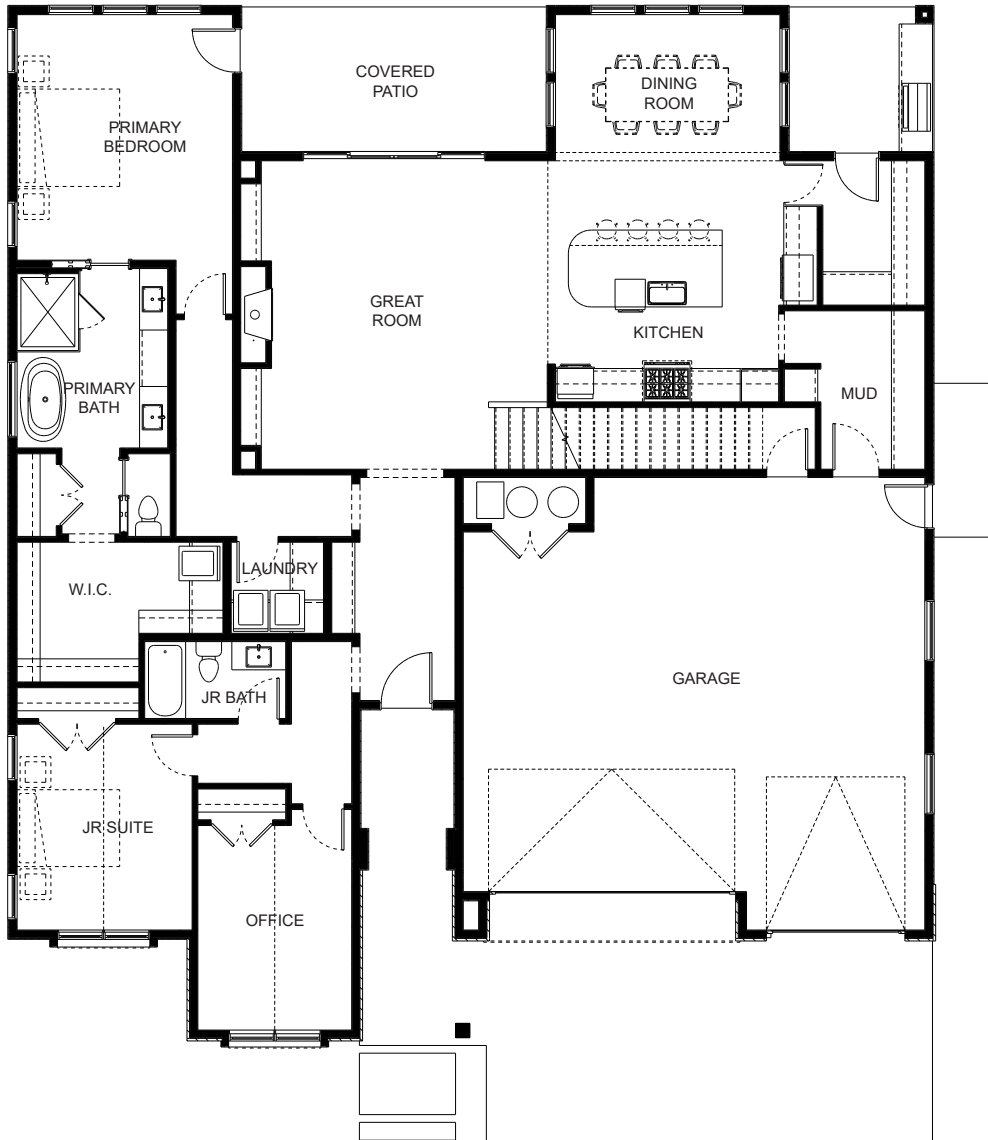 COVERED
PATIO
DINING
ROOM
PRIMARY
BEDROOM
GREAT
ROOM
KITCHEN
PRIMARY
BATH
MUD
LAUNDRY
W.I.C.
GARAGE
JR BATH
JR SUITE
OFFICE